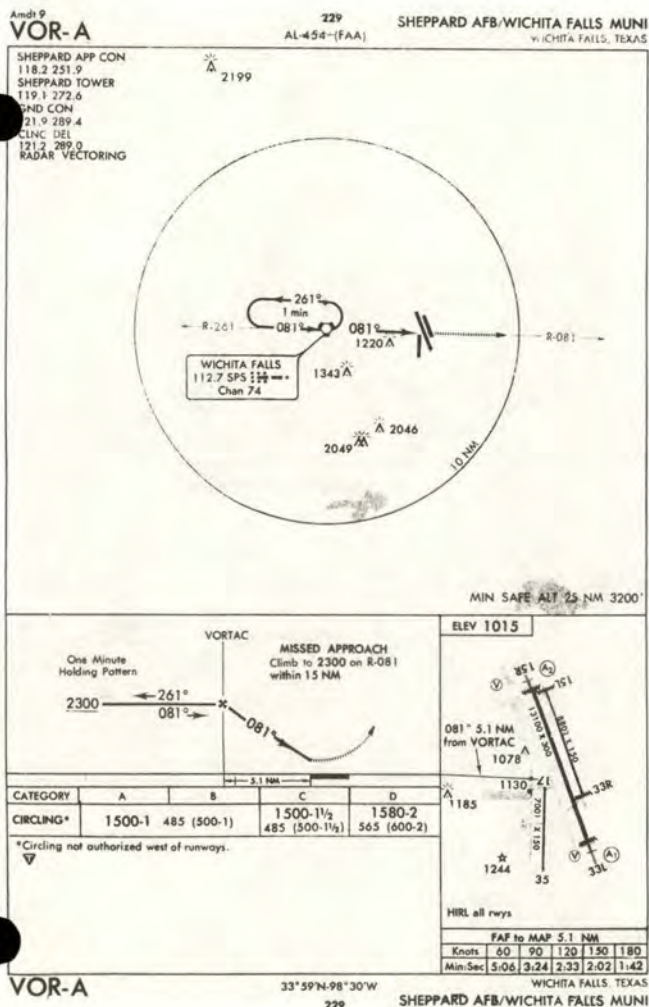 Amdt 9
VOR-A
229
AL-454-(FAA)
SHEPPARD AFB/WICHITA FALLS MUNI
WICHITA FALLS, TEXAS
SHEPPARD APP CON
118.2 251.9
SHEPPARD TOWER
119.1 272.6
GND CON
121.9 289.4
CLNC DEL
121.2 289.0
RADAR VECTORING
2199
261°
1 min
R-261
081°
081°
1220
R-081
WICHITA FALLS
112.7 SPS
Chan 74
1343
2046
2049
10 NM
MIN SAFE ALT 25 NM 3200'
VORTAC
One Minute
Holding Pattern
MISSED APPROACH
Climb to 2300 on R-081
within 15 NM
2300
261°
081°
081°
5.1 NM
CATEGORY A B C D
CIRCLING* 1500-1 485 (500-1) 1500-1½ 485 (500-1½) 1580-2 565 (600-2)
*Circling not authorized west of runways.
ELEV 1015
15R
A2
V
15L
13100 X 300
8801 X 150
081° 5.1 NM
from VORTAC
1078
1130
17
33R
1185
7001 X 150
1244
35
V
A1
33L
HIRL all rwys
FAF to MAP 5.1 NM
Knots 60 90 120 150 180
Min:Sec 5:06 3:24 2:33 2:02 1:42
VOR-A
33°59'N-98°30'W
229
WICHITA FALLS, TEXAS
SHEPPARD AFB/WICHITA FALLS MUNI